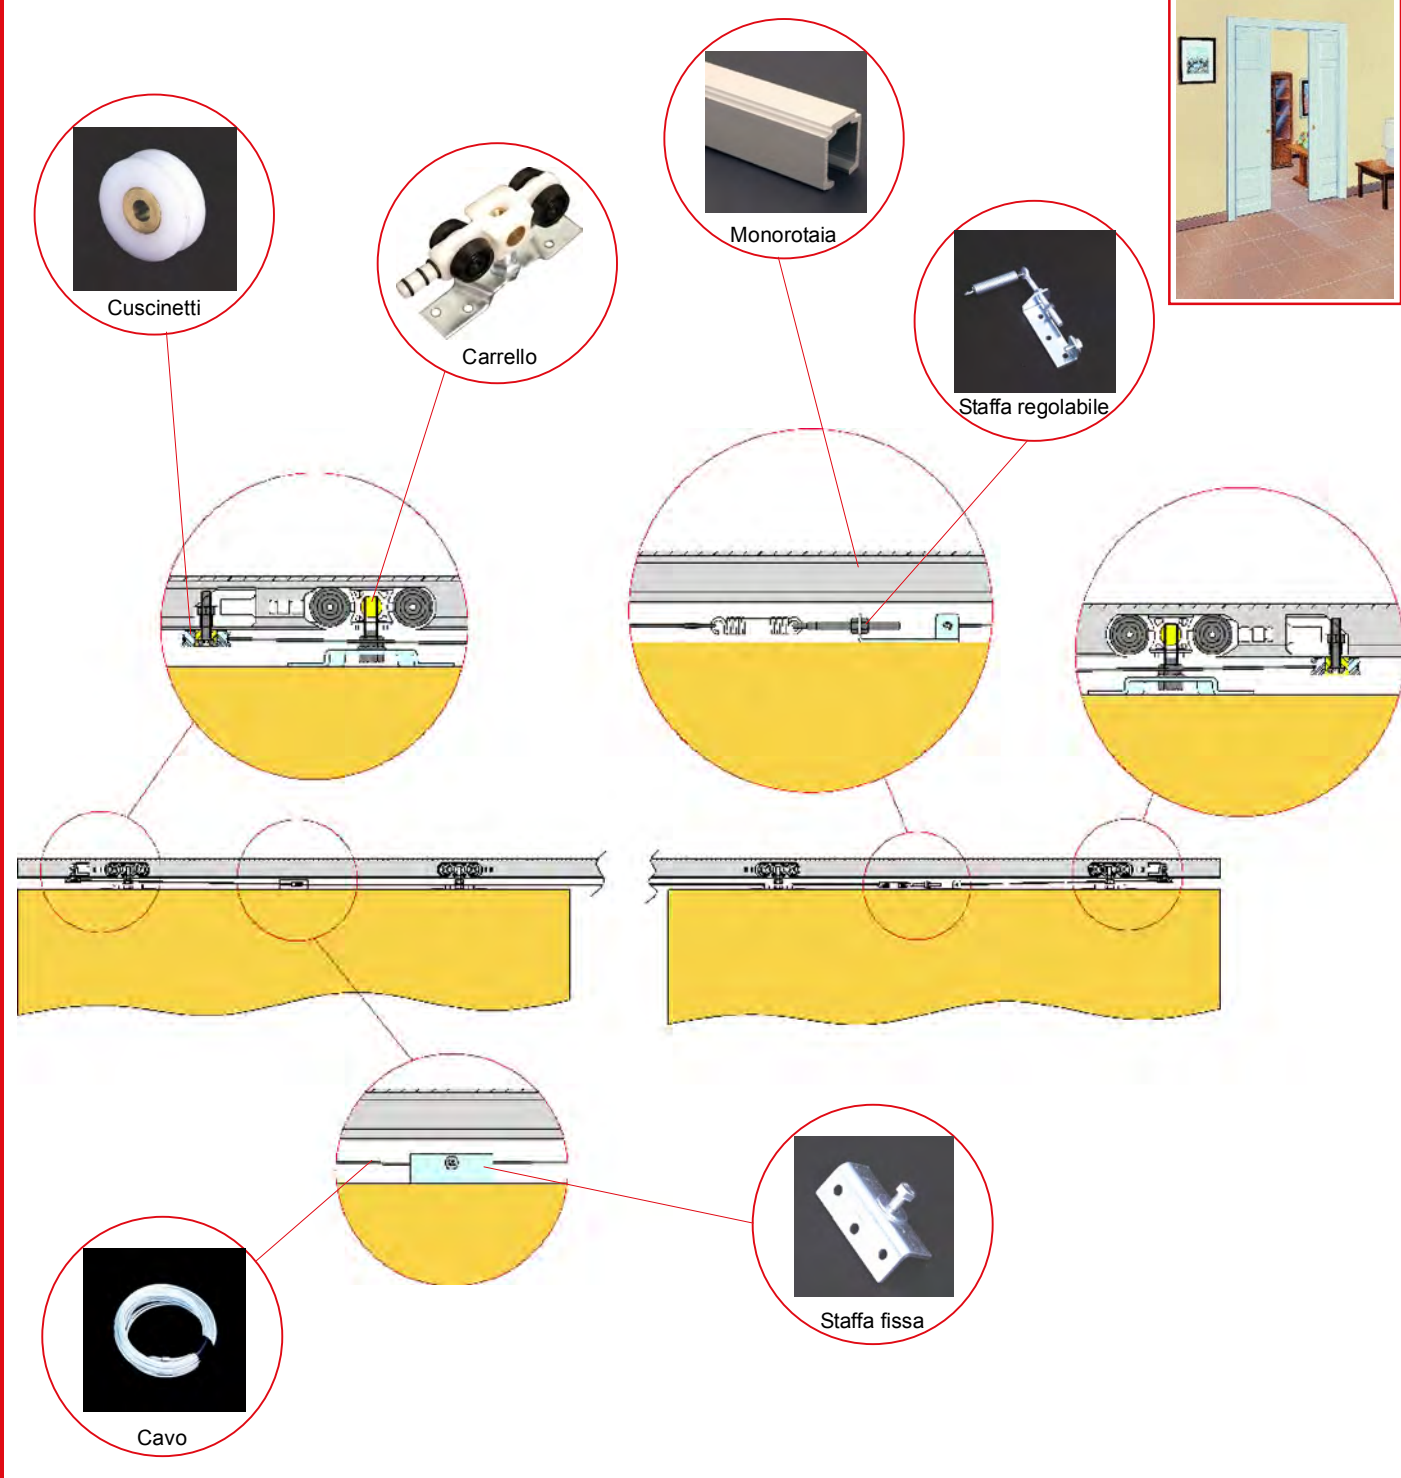 Monorotaia
Cuscinetti
Carrello
Staffa regolabile
Staffa fissa
Cavo